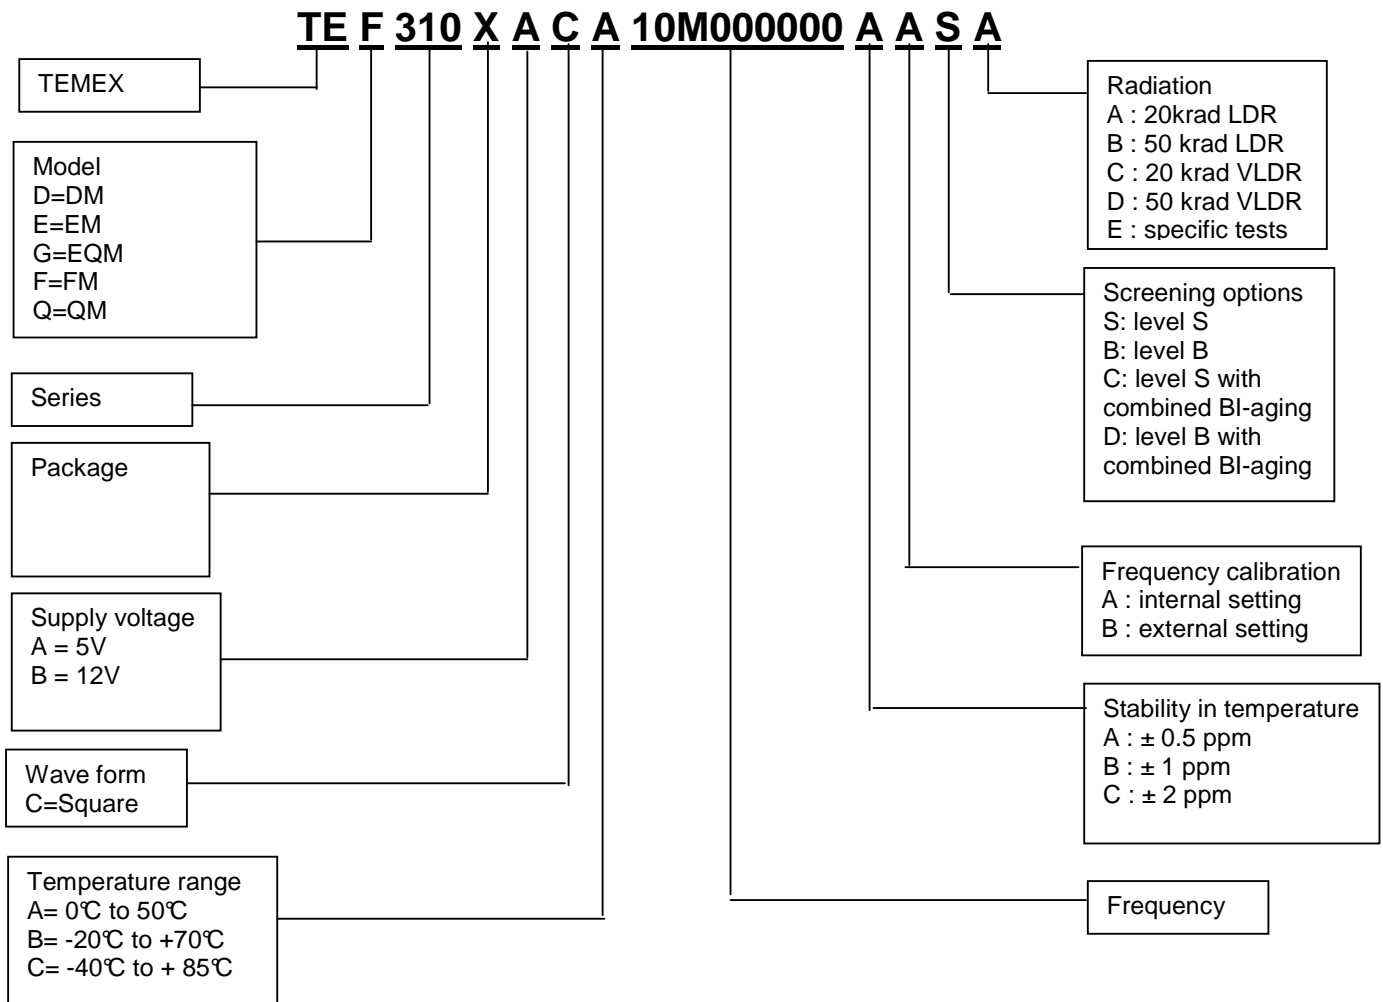 TE F 310 X A C A 10M000000 A A S A
TEMEX
Model
D=DM
E=EM
G=EQM
F=FM
Q=QM
Series
Package
Supply voltage
A = 5V
B = 12V
Wave form
C=Square
Temperature range
A= 0°C to 50°C
B= -20°C to +70°C
C= -40°C to + 85°C
Radiation
A : 20krad LDR
B : 50 krad LDR
C : 20 krad VLDR
D : 50 krad VLDR
E : specific tests
Screening options
S: level S
B: level B
C: level S with
combined BI-aging
D: level B with
combined BI-aging
Frequency calibration
A : internal setting
B : external setting
Stability in temperature
A : ± 0.5 ppm
B : ± 1 ppm
C : ± 2 ppm
Frequency